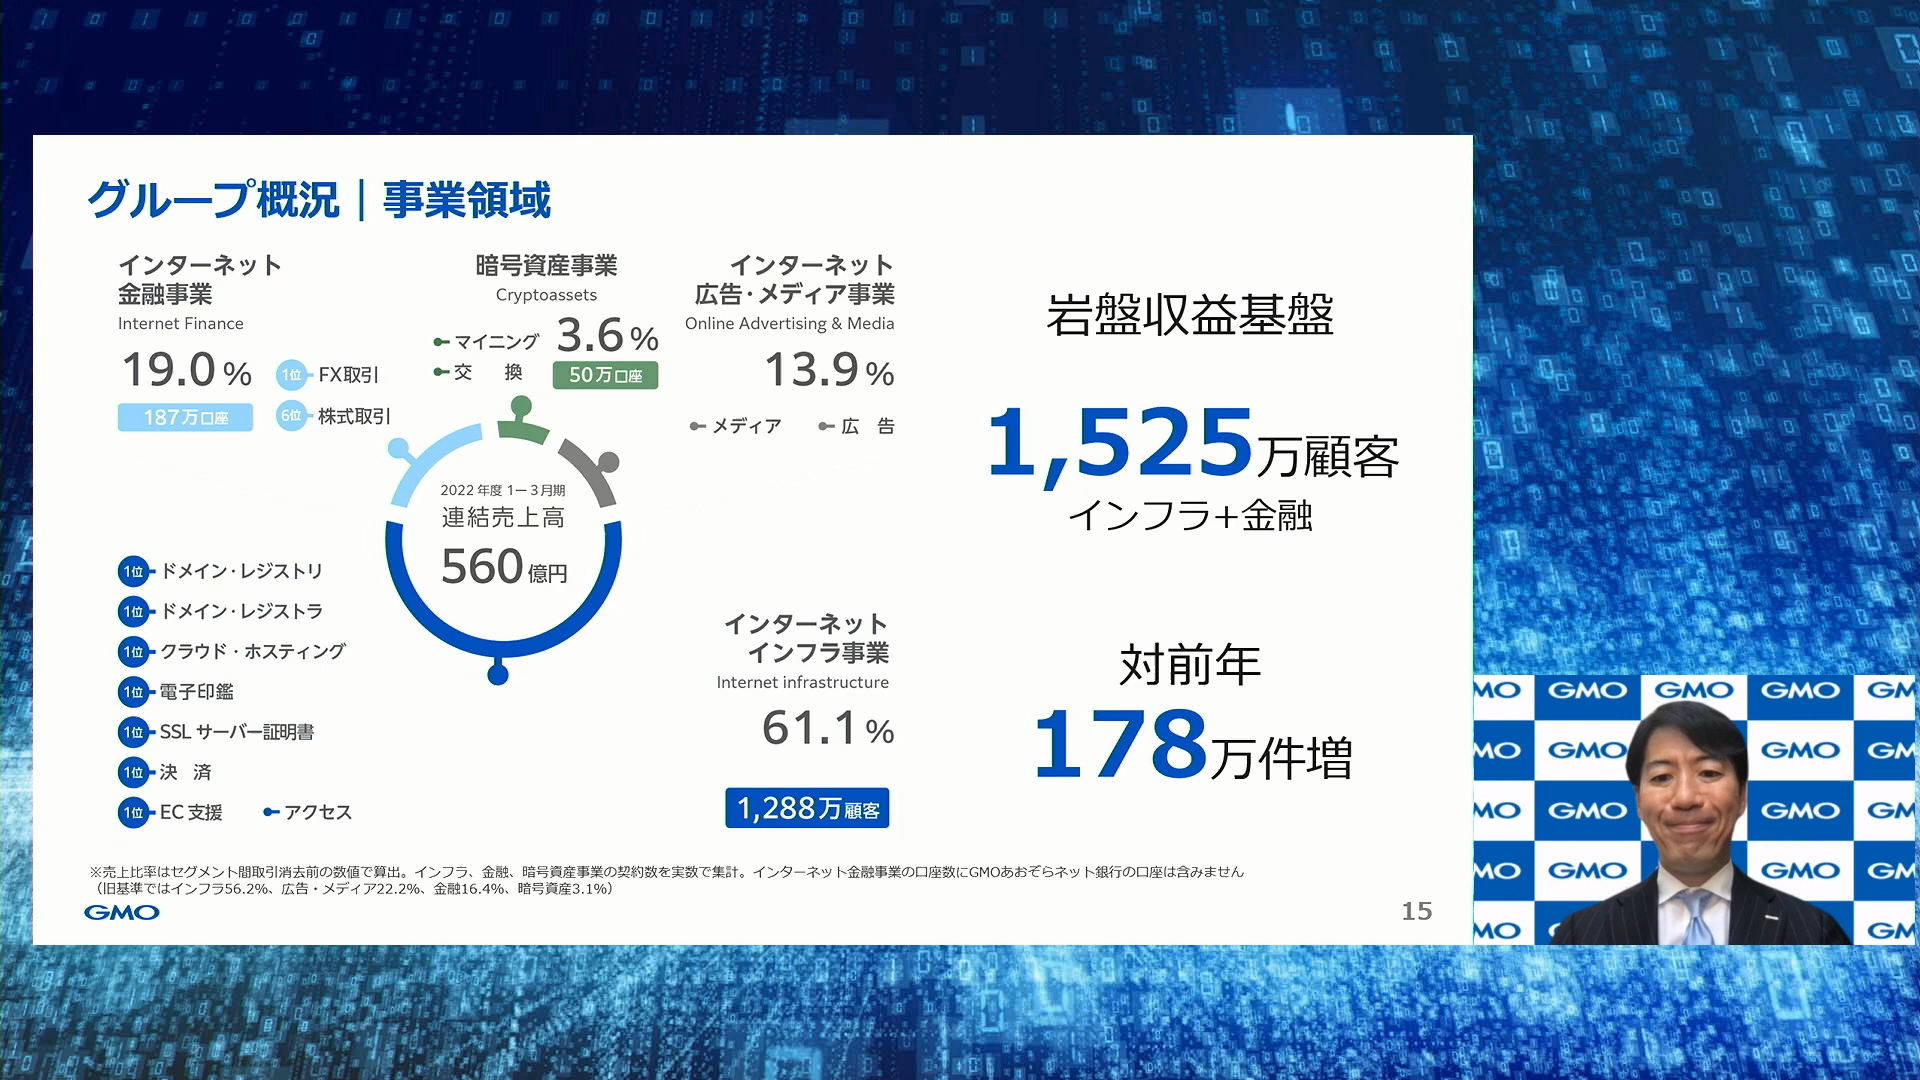 グループ概況｜事業領域
インターネット
金融事業
Internet Finance
19.0%
187万口座
1位 FX取引
6位 株式取引
暗号資産事業
Cryptoassets
マイニング
交　換
3.6%
50万口座
インターネット
広告・メディア事業
Online Advertising & Media
13.9%
メディア　広　告
2022年度 1ー3月期
連結売上高
560億円
1位 ドメイン・レジストリ
1位 ドメイン・レジストラ
1位 クラウド・ホスティング
1位 電子印鑑
1位 SSL サーバー証明書
1位 決　済
1位 EC支援　アクセス
インターネット
インフラ事業
Internet infrastructure
61.1%
1,288万顧客
岩盤収益基盤
1,525万顧客
インフラ+金融
対前年
178万件増
※売上比率はセグメント間取引消去前の数値で算出。インフラ、金融、暗号資産事業の契約数を実数で集計。インターネット金融事業の口座数にGMOあおぞらネット銀行の口座は含みません
（旧基準ではインフラ56.2%、広告・メディア22.2%、金融16.4%、暗号資産3.1%）
GMO
15
MO GMO GMO GMO GM
MO GMO GMO GM
MO GMO GM
MO GMO GM
MO G GM